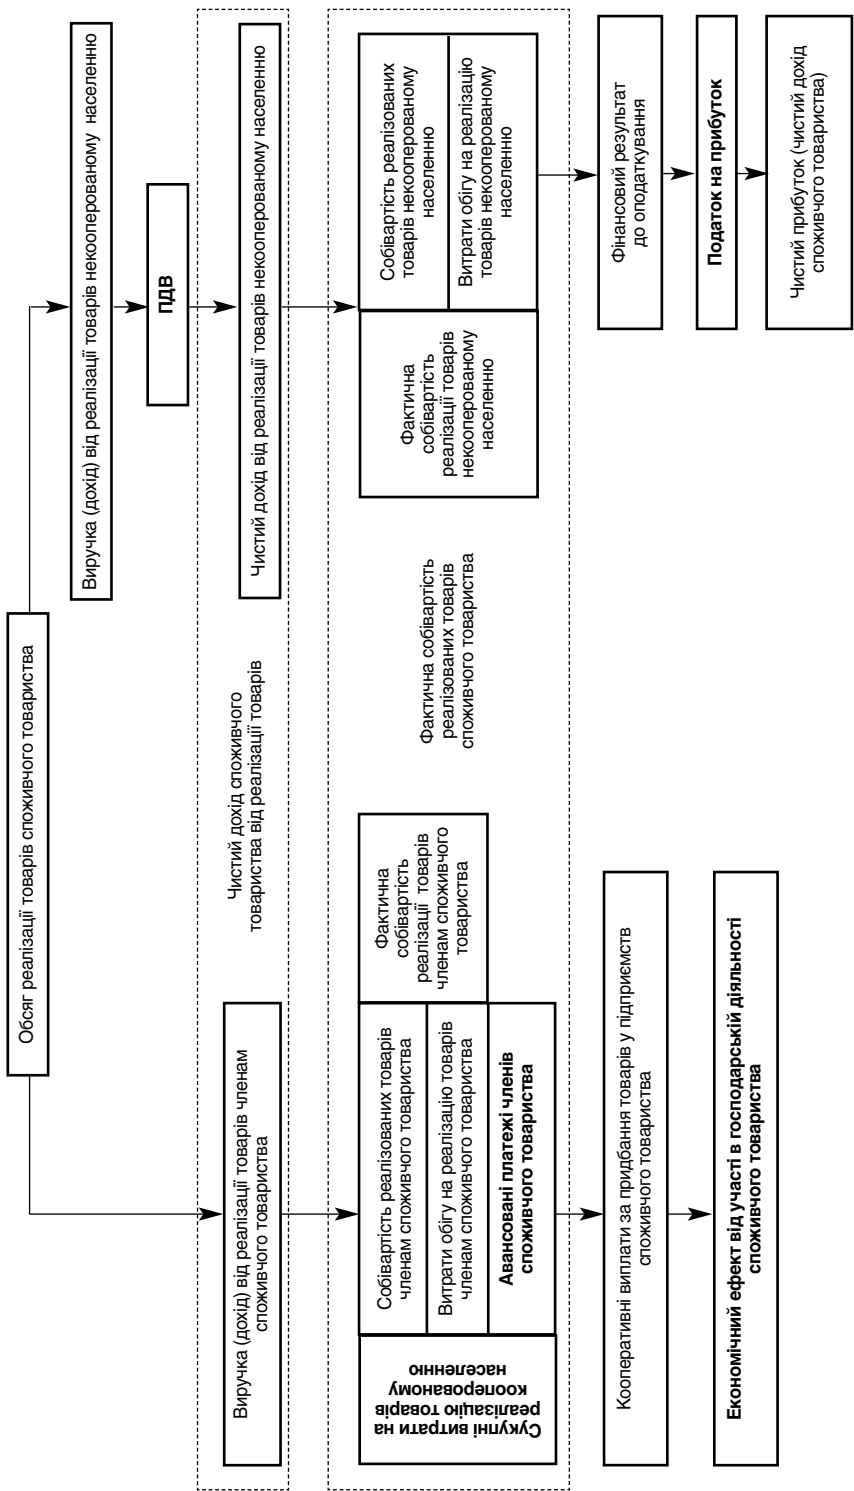 Обсяг реалізації товарів споживчого товариства
Виручка (дохід) від реалізації товарів некооперованому населенню
ПДВ
Виручка (дохід) від реалізації товарів членам
споживчого товариства
Чистий дохід споживчого
товариства від реалізації товарів
Чистий дохід від реалізації товарів некооперованому населенню
Сукупні витрати на
реалізацію товарів
кооперованому
населенню
Собівартість реалізованих товарів
членам споживчого товариства
Витрати обігу на реалізацію товарів
членам споживчого товариства
Авансовані платежі членів
споживчого товариства
Фактична
собівартість
реалізації товарів
членам споживчого
товариства
Фактична собівартість
реалізованих товарів
споживчого товариства
Фактична
собівартість
реалізації товарів
некооперованому
населенню
Собівартість реалізованих
товарів некооперованому
населенню
Витрати обігу на реалізацію
товарів некооперованому
населенню
Кооперативні виплати за придбання товарів у підприємств
споживчого товариства
Економічний ефект від участі в господарській діяльності
споживчого товариства
Фінансовий результат
до оподаткування
Податок на прибуток
Чистий прибуток (чистий дохід
споживчого товариства)